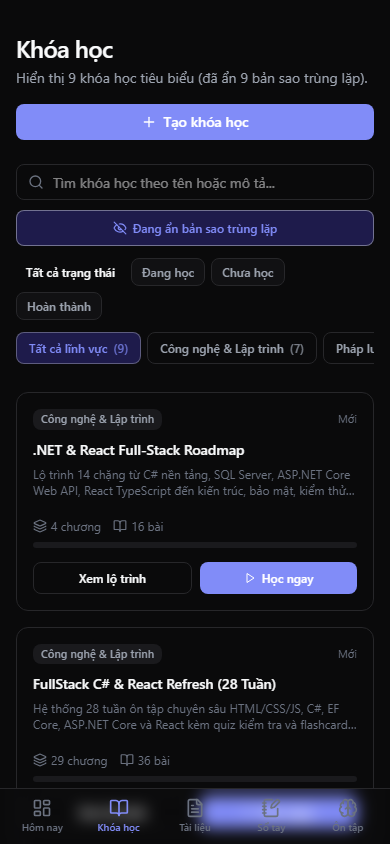 Khóa học
Hiển thị 9 khóa học tiêu biểu (đã ẩn 9 bản sao trùng lặp).
Tạo khóa học
Tìm khóa học theo tên hoặc mô tả...
Đang ẩn bản sao trùng lặp
Tất cả trạng thái Đang học Chưa học
Hoàn thành
Tất cả lĩnh vực (9) Công nghệ & Lập trình (7) Pháp
Công nghệ & Lập trình Mới
.NET & React Full-Stack Roadmap
Lộ trình 14 chặng từ C# nền tảng, SQL Server, ASP.NET Core
Web API, React TypeScript đến kiến trúc, bảo mật, kiểm thử...
4 chương 16 bài
Xem lộ trình Học ngay
Công nghệ & Lập trình Mới
FullStack C# & React Refresh (28 Tuần)
Hệ thống 28 tuần ôn tập chuyên sâu HTML/CSS/JS, C#, EF
Core, ASP.NET Core và React kèm quiz kiểm tra và flashcard...
29 chương 36 bài
Hôm nay Khóa học Tài liệu Sổ tay Ôn tập